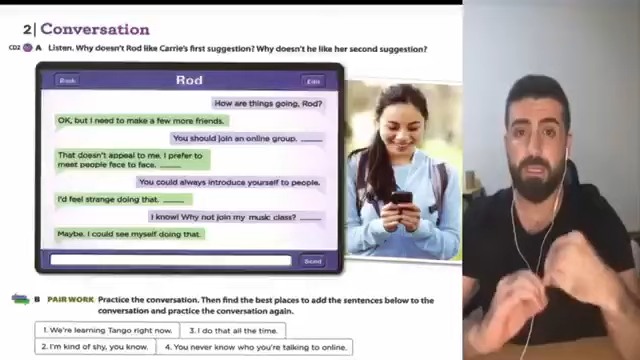 2 | Conversation
CD2 A Listen. Why doesn't Rod like Carrie's first suggestion? Why doesn't he like her second suggestion?
Back
Rod
Edit
How are things going, Rod?
OK, but I need to make a few more friends.
You should join an online group. ____
That doesn't appeal to me. I prefer to
meet people face to face. ____
You could always introduce yourself to people.
I'd feel strange doing that. ____
I know! Why not join my music class? ____
Maybe. I could see myself doing that.
Send
B PAIR WORK Practice the conversation. Then find the best places to add the sentences below to the
conversation and practice the conversation again.
1. We're learning Tango right now.
3. I do that all the time.
2. I'm kind of shy, you know.
4. You never know who you're talking to online.